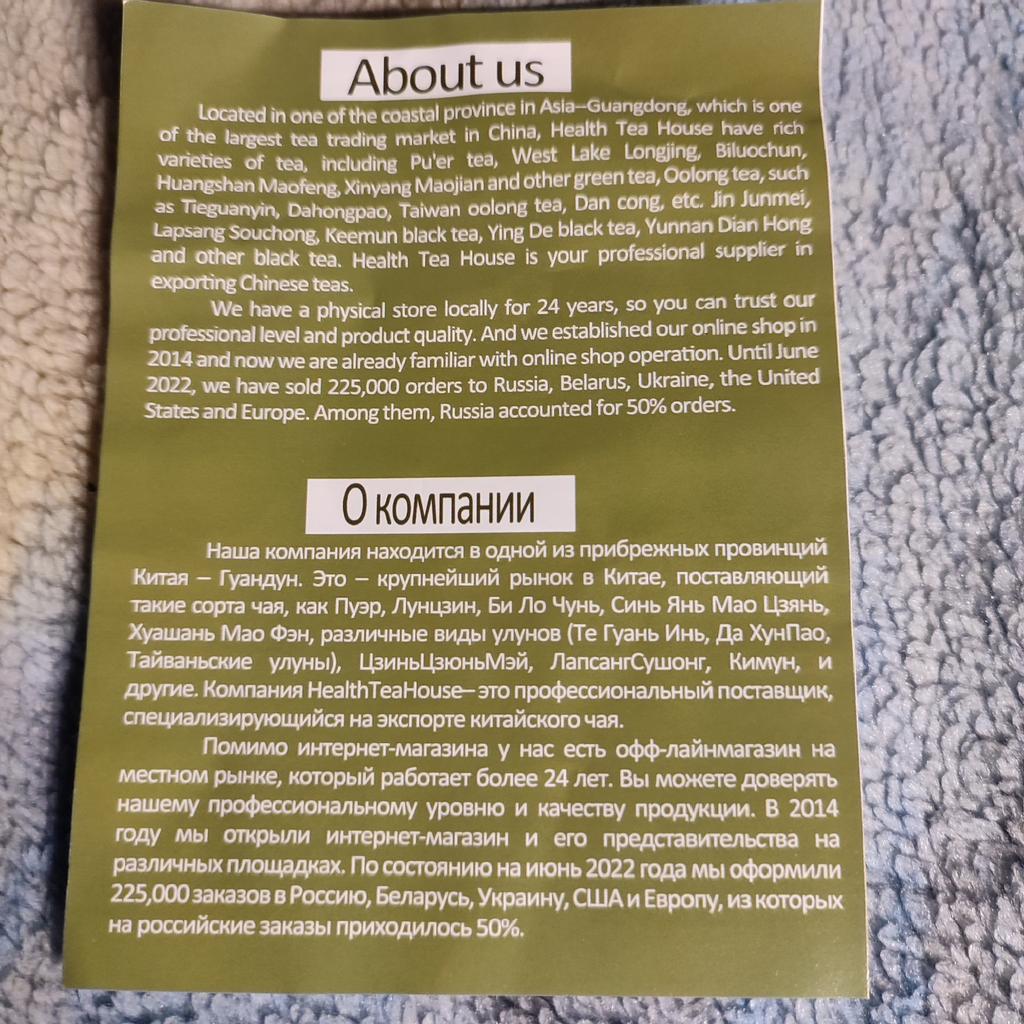 About us
Located in one of the coastal province in Asia–Guangdong, which is one
of the largest tea trading market in China, Health Tea House have rich
varieties of tea, including Pu'er tea, West Lake Longjing, Biluochun,
Huangshan Maofeng, Xinyang Maojian and other green tea, Oolong tea, such
as Tieguanyin, Dahongpao, Taiwan oolong tea, Dan cong, etc. Jin Junmei,
Lapsang Souchong, Keemun black tea, Ying De black tea, Yunnan Dian Hong
and other black tea. Health Tea House is your professional supplier in
exporting Chinese teas.
We have a physical store locally for 24 years, so you can trust our
professional level and product quality. And we established our online shop in
2014 and now we are already familiar with online shop operation. Until June
2022, we have sold 225,000 orders to Russia, Belarus, Ukraine, the United
States and Europe. Among them, Russia accounted for 50% orders.
О компании
Наша компания находится в одной из прибрежных провинций
Китая – Гуандун. Это – крупнейший рынок в Китае, поставляющий
такие сорта чая, как Пуэр, Лунцзин, Би Ло Чунь, Синь Янь Мао Цзянь,
Хуашань Мао Фэн, различные виды улунов (Те Гуань Инь, Да ХунПао,
Тайваньские улуны), ЦзиньЦзюньМэй, ЛапсангСушонг, Кимун, и
другие. Компания HealthTeaHouse– это профессиональный поставщик,
специализирующийся на экспорте китайского чая.
Помимо интернет-магазина у нас есть офф-лайнмагазин на
местном рынке, который работает более 24 лет. Вы можете доверять
нашему профессиональному уровню и качеству продукции. В 2014
году мы открыли интернет-магазин и его представительства на
различных площадках. По состоянию на июнь 2022 года мы оформили
225,000 заказов в Россию, Беларусь, Украину, США и Европу, из которых
на российские заказы приходилось 50%.